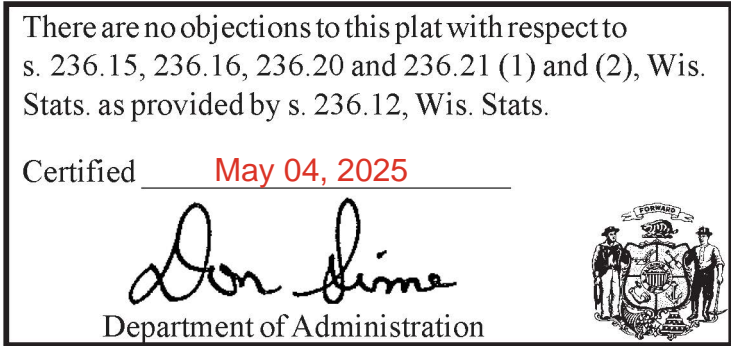 There are no objections to this plat with respect to
s. 236.15, 236.16, 236.20 and 236.21 (1) and (2), Wis.
Stats. as provided by s. 236.12, Wis. Stats.
Certified May 04, 2025
FORWARD
Don Sime
Department of Administration